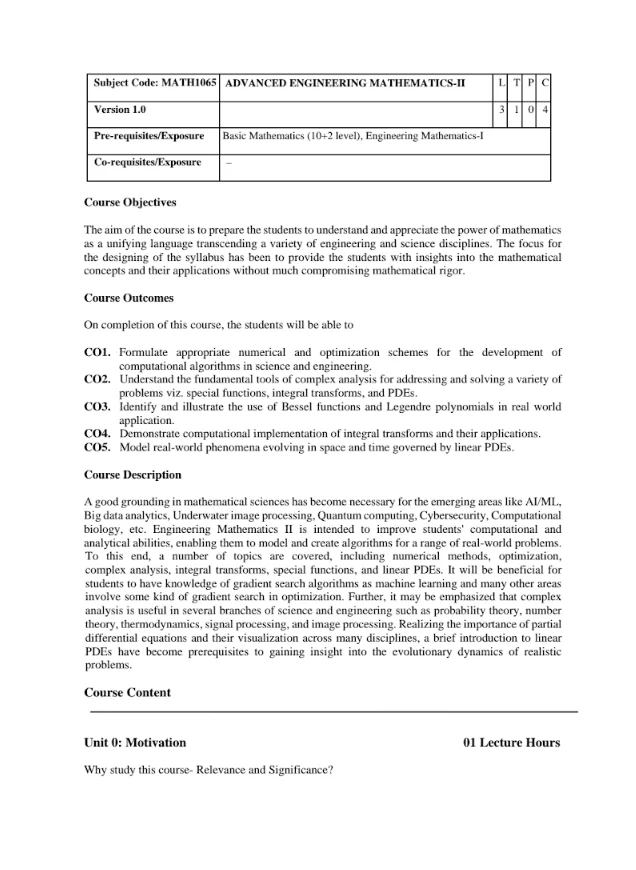 Subject Code: MATH1065 ADVANCED ENGINEERING MATHEMATICS-II L T P C
Version 1.0 3 1 0 4
Pre-requisites/Exposure Basic Mathematics (10+2 level), Engineering Mathematics-I
Co-requisites/Exposure –
Course Objectives
The aim of the course is to prepare the students to understand and appreciate the power of mathematics
as a unifying language transcending a variety of engineering and science disciplines. The focus for
the designing of the syllabus has been to provide the students with insights into the mathematical
concepts and their applications without much compromising mathematical rigor.
Course Outcomes
On completion of this course, the students will be able to
CO1. Formulate appropriate numerical and optimization schemes for the development of
computational algorithms in science and engineering.
CO2. Understand the fundamental tools of complex analysis for addressing and solving a variety of
problems viz. special functions, integral transforms, and PDEs.
CO3. Identify and illustrate the use of Bessel functions and Legendre polynomials in real world
application.
CO4. Demonstrate computational implementation of integral transforms and their applications.
CO5. Model real-world phenomena evolving in space and time governed by linear PDEs.
Course Description
A good grounding in mathematical sciences has become necessary for the emerging areas like AI/ML,
Big data analytics, Underwater image processing, Quantum computing, Cybersecurity, Computational
biology, etc. Engineering Mathematics II is intended to improve students' computational and
analytical abilities, enabling them to model and create algorithms for a range of real-world problems.
To this end, a number of topics are covered, including numerical methods, optimization,
complex analysis, integral transforms, special functions, and linear PDEs. It will be beneficial for
students to have knowledge of gradient search algorithms as machine learning and many other areas
involve some kind of gradient search in optimization. Further, it may be emphasized that complex
analysis is useful in several branches of science and engineering such as probability theory, number
theory, thermodynamics, signal processing, and image processing. Realizing the importance of partial
differential equations and their visualization across many disciplines, a brief introduction to linear
PDEs have become prerequisites to gaining insight into the evolutionary dynamics of realistic
problems.
Course Content
Unit 0: Motivation 01 Lecture Hours
Why study this course- Relevance and Significance?